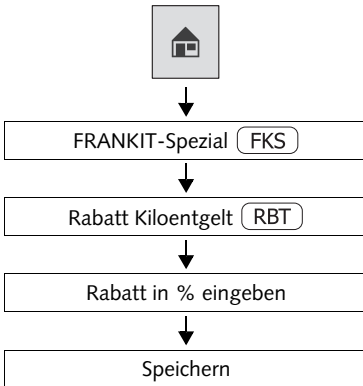 FRANKIT-Spezial FKS
Rabatt Kiloentgelt RBT
Rabatt in % eingeben
Speichern